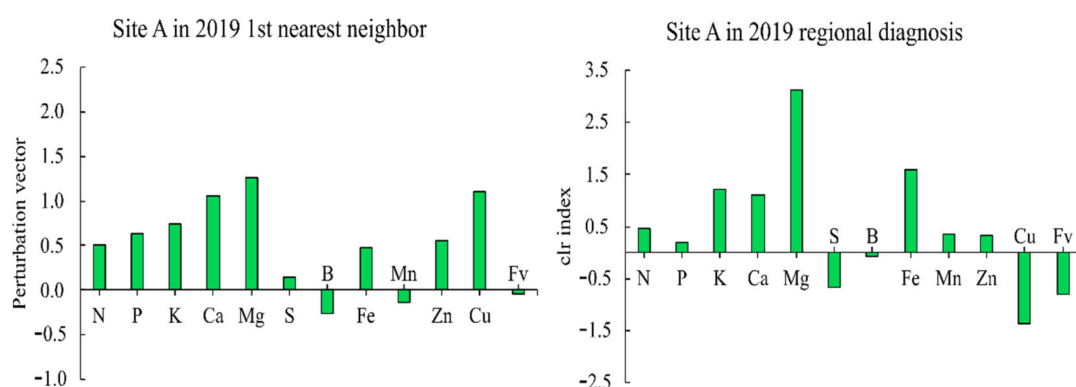 Site A in 2019 1st nearest neighbor
Perturbation vector
2.5
2.0
1.5
1.0
0.5
0.0
−0.5
−1.0
N P K Ca Mg S B Fe Mn Zn Cu Fv
Site A in 2019 regional diagnosis
clr index
3.5
2.5
1.5
0.5
−0.5
−1.5
−2.5
N P K Ca Mg S B Fe Mn Zn Cu Fv